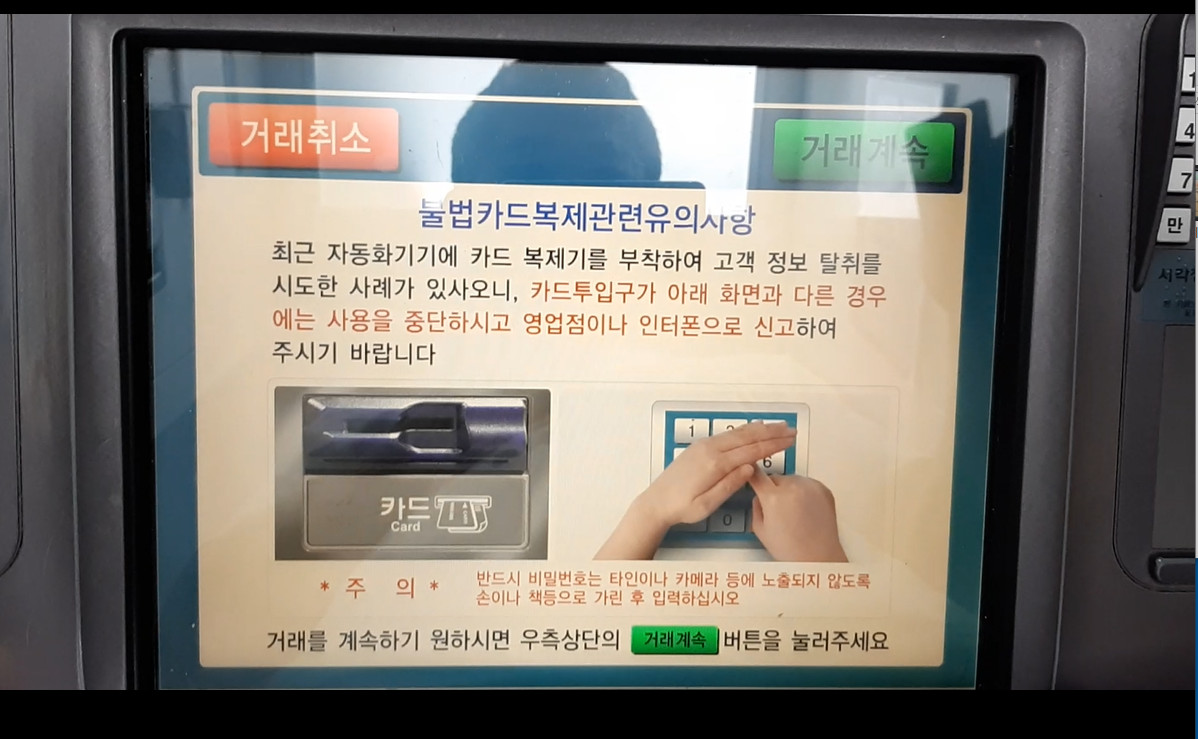 거래취소
거래계속
불법카드복제관련유의사항
최근 자동화기기에 카드 복제기를 부착하여 고객 정보 탈취를
시도한 사례가 있사오니, 카드투입구가 아래 화면과 다른 경우
에는 사용을 중단하시고 영업점이나 인터폰으로 신고하여
주시기 바랍니다
카드
Card
1
6
0
* 주 의 *
반드시 비밀번호는 타인이나 카메라 등에 노출되지 않도록
손이나 책등으로 가린 후 입력하십시오
거래를 계속하기 원하시면 우측상단의 거래계속 버튼을 눌러주세요
1
4
7
만